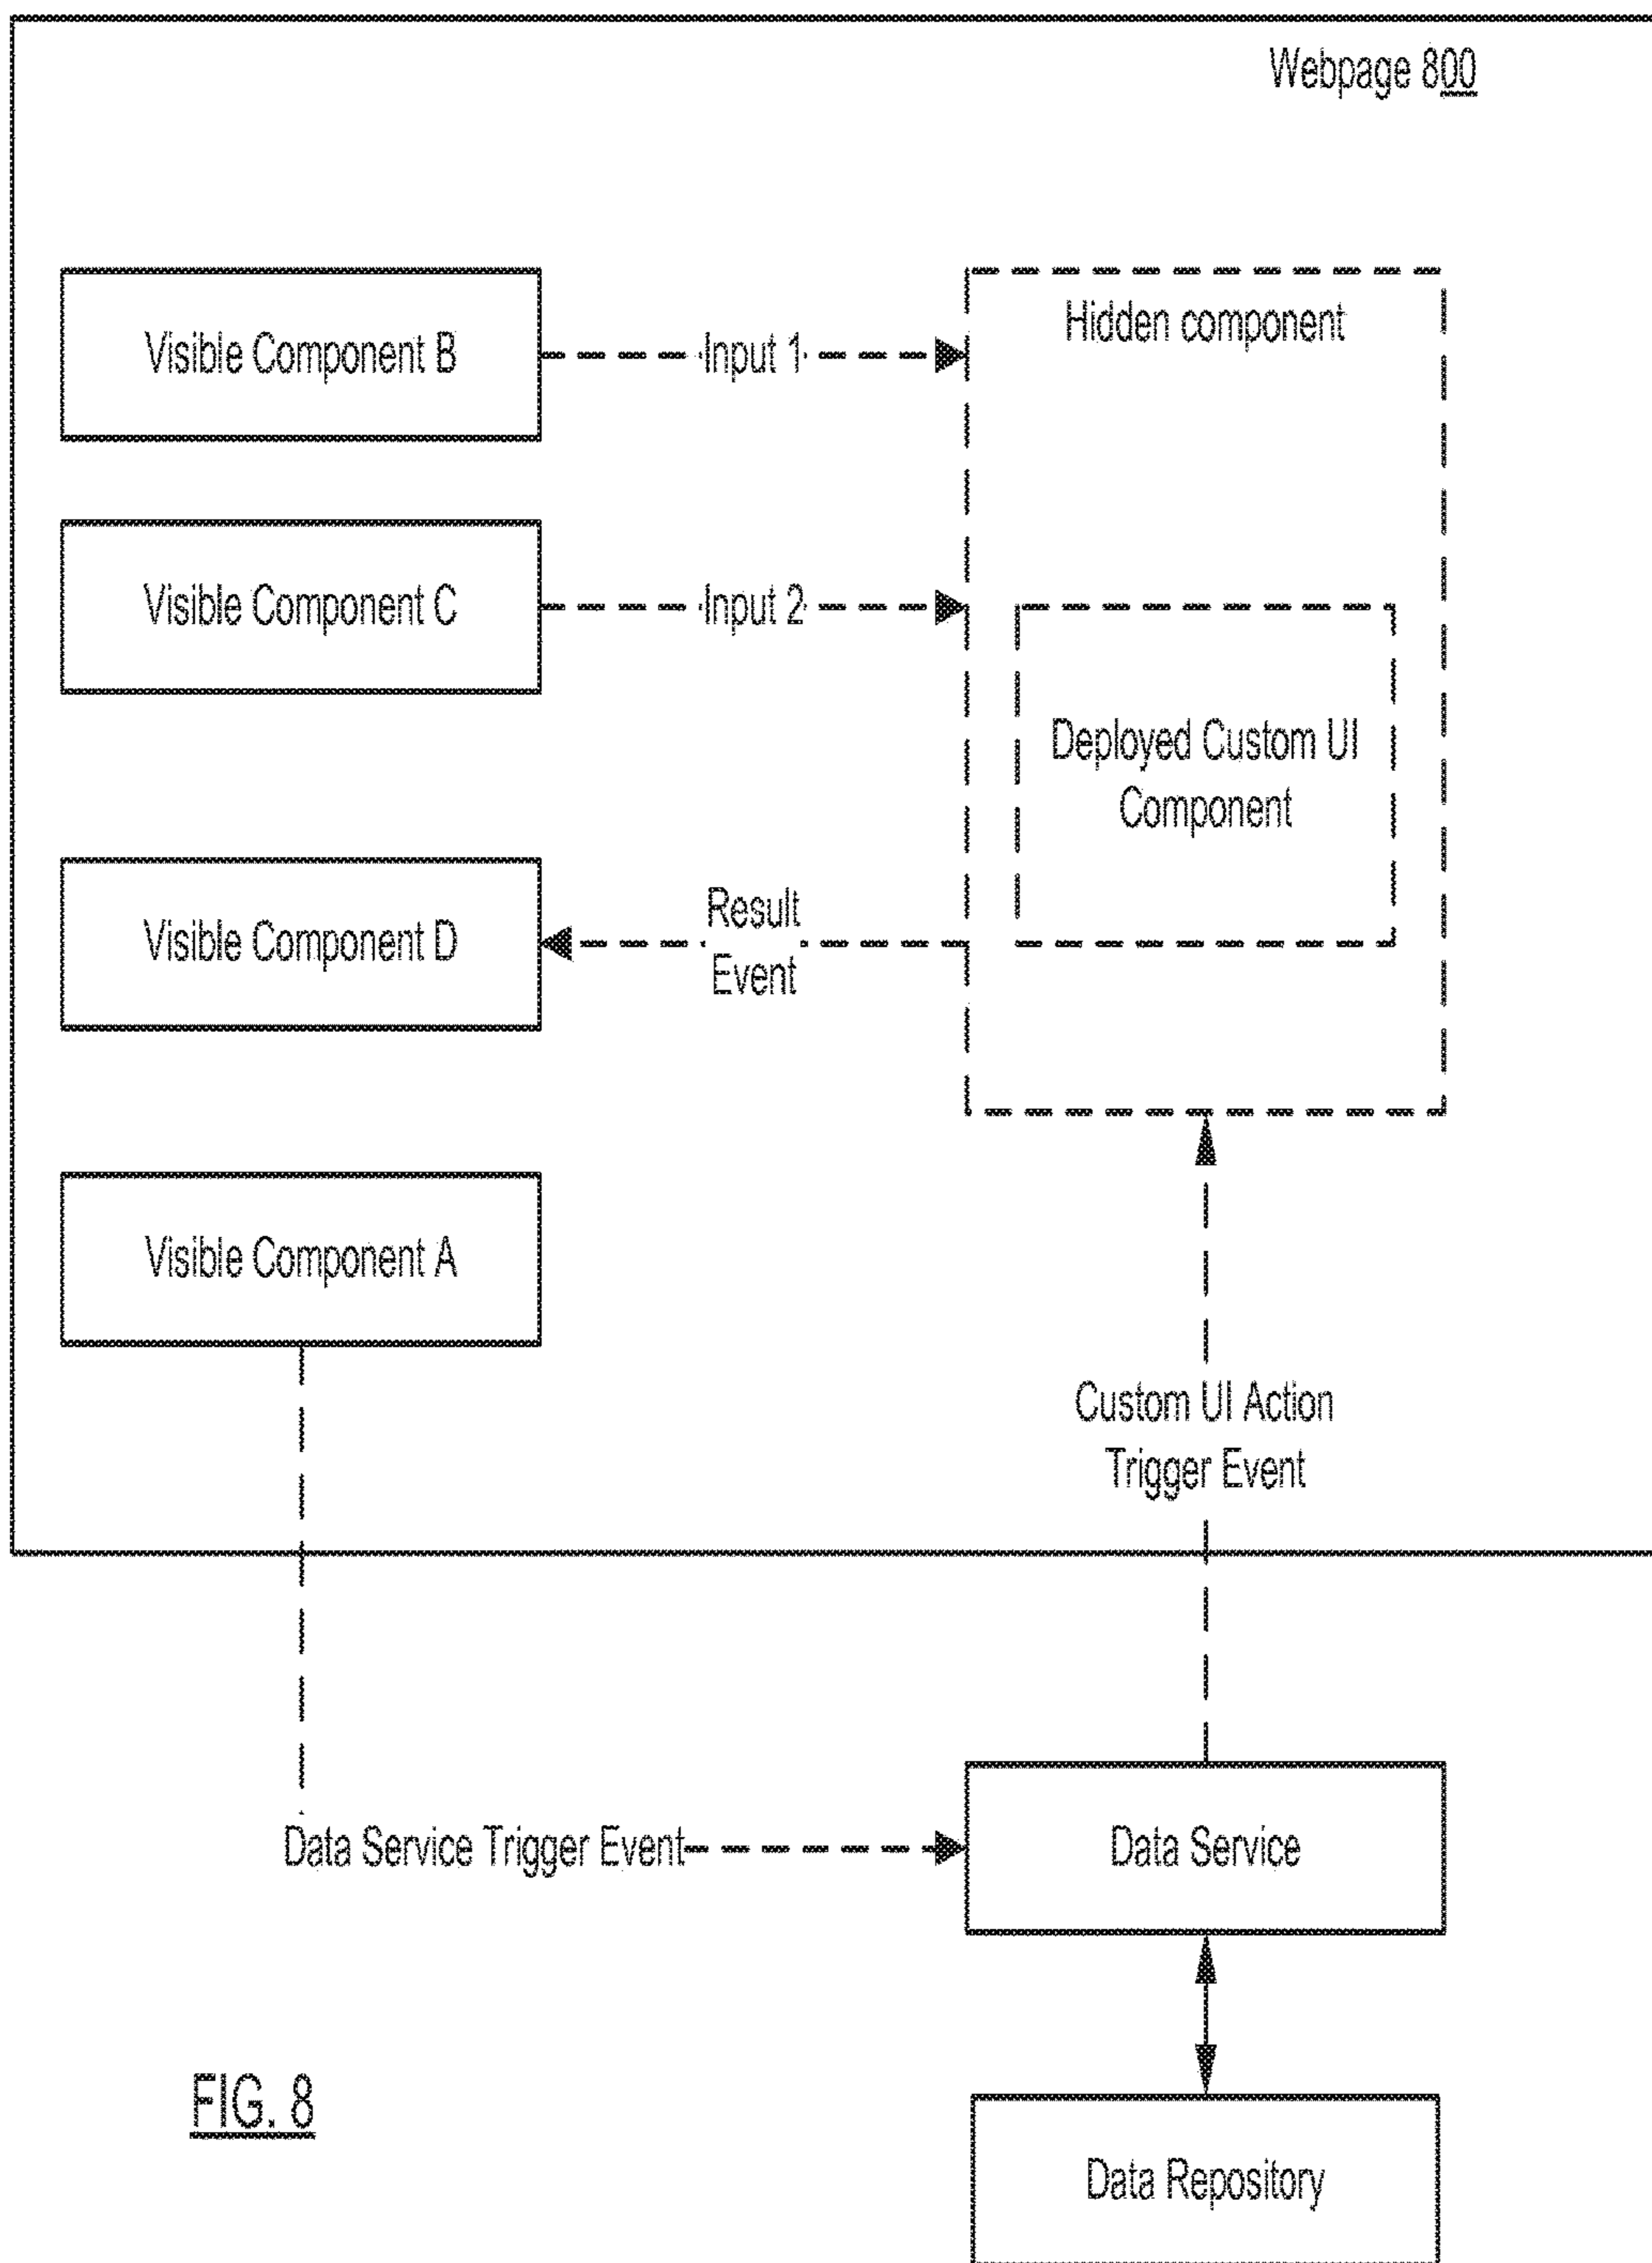 Webpage 800
Visible Component B
Input 1
Hidden component
Visible Component C
Input 2
Deployed Custom UI
Component
Visible Component D
Result
Event
Visible Component A
Custom UI Action
Trigger Event
Data Service Trigger Event
Data Service
FIG. 8
Data Repository